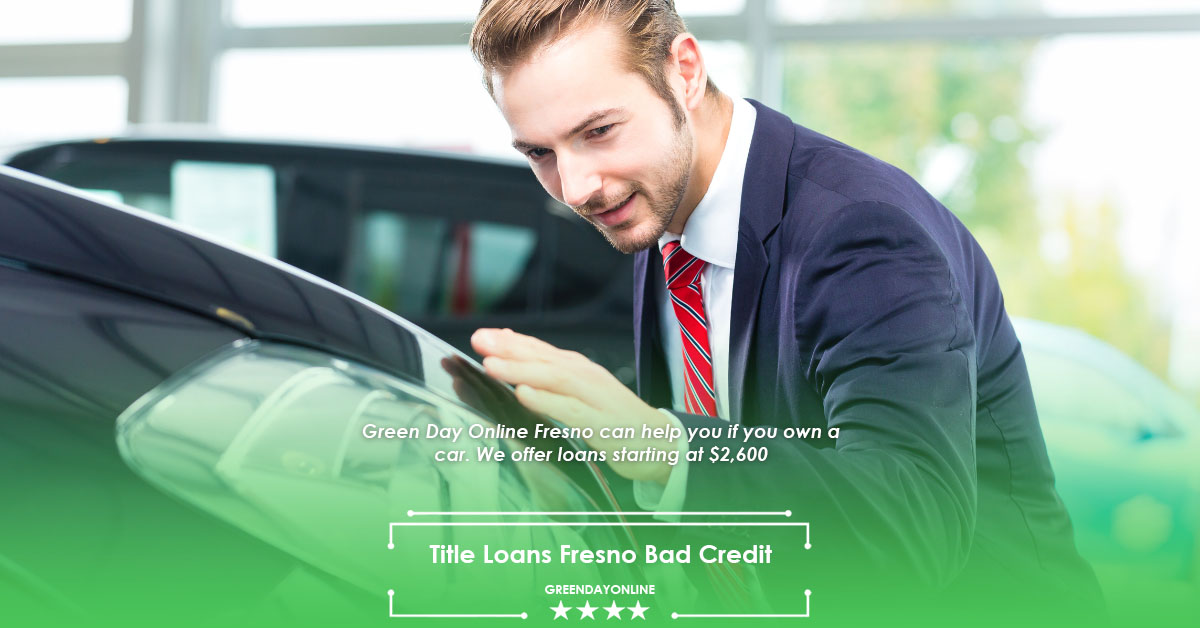 Green Day Online Fresno can help you if you own a
car. We offer loans starting at $2,600
Title Loans Fresno Bad Credit
GREENDAYONLINE